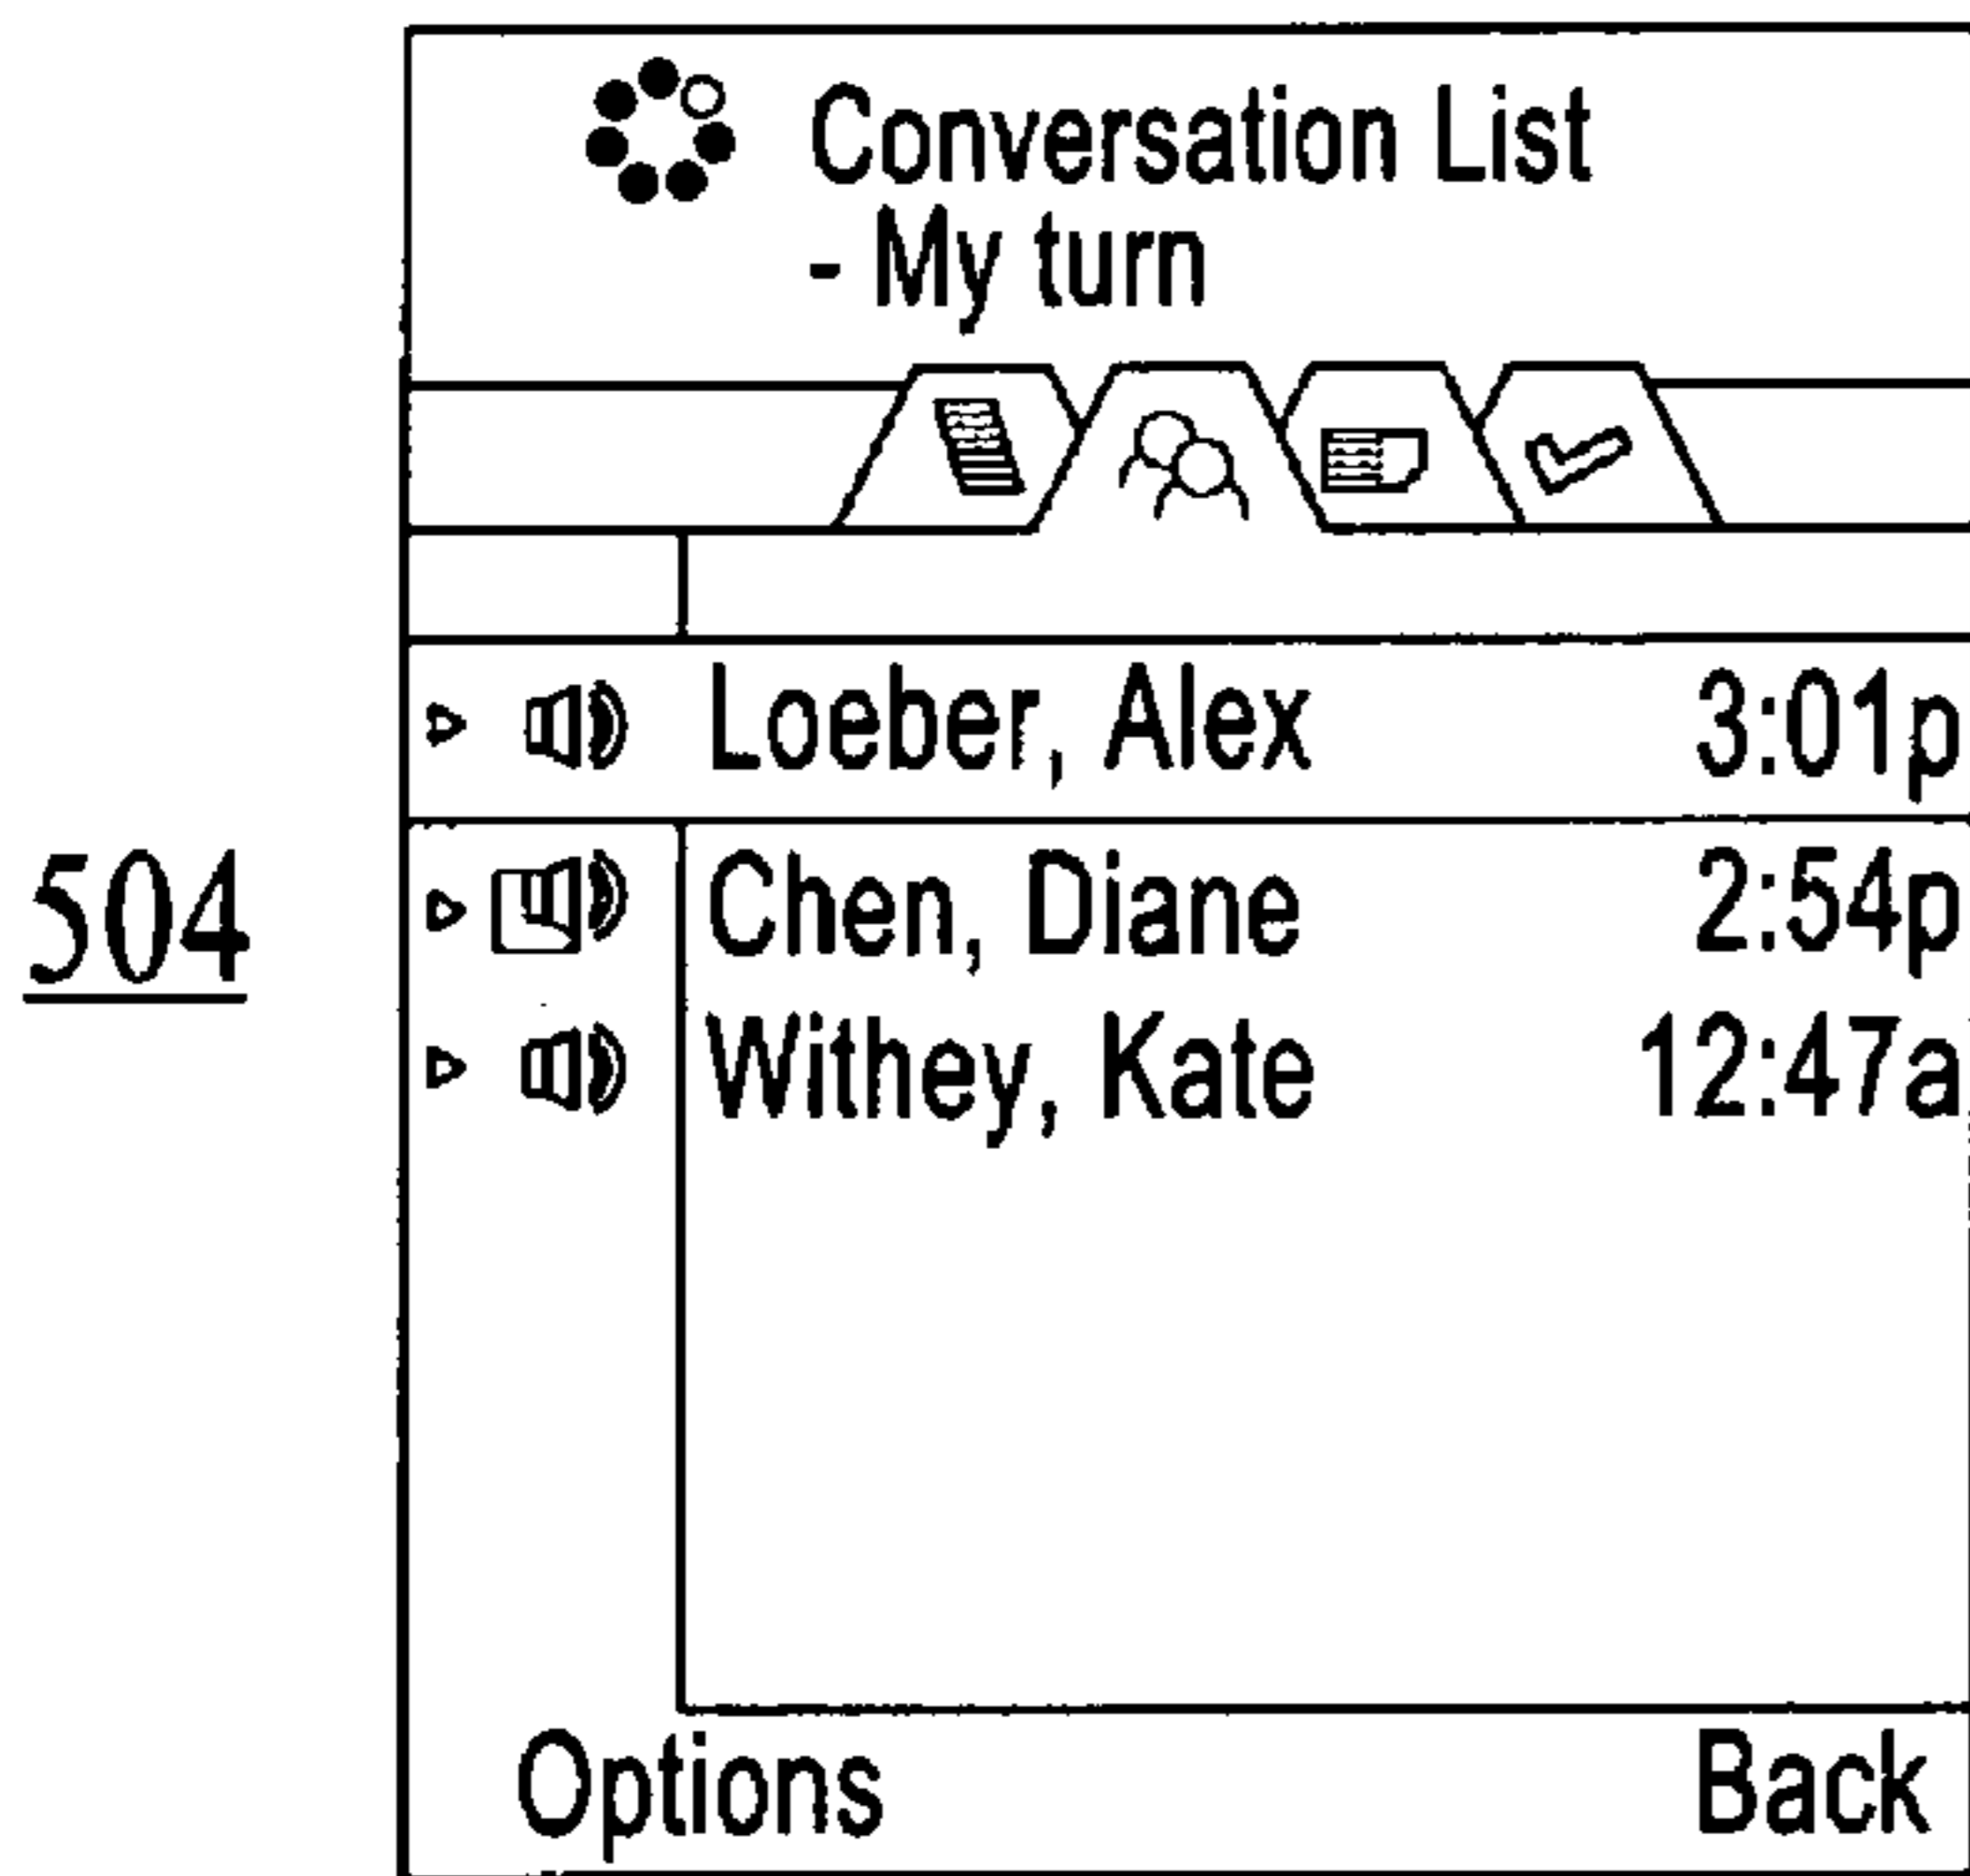 Conversation List
- My turn
Loeber, Alex 3:01p
504
Chen, Diane 2:54p
Withey, Kate 12:47a
Options Back